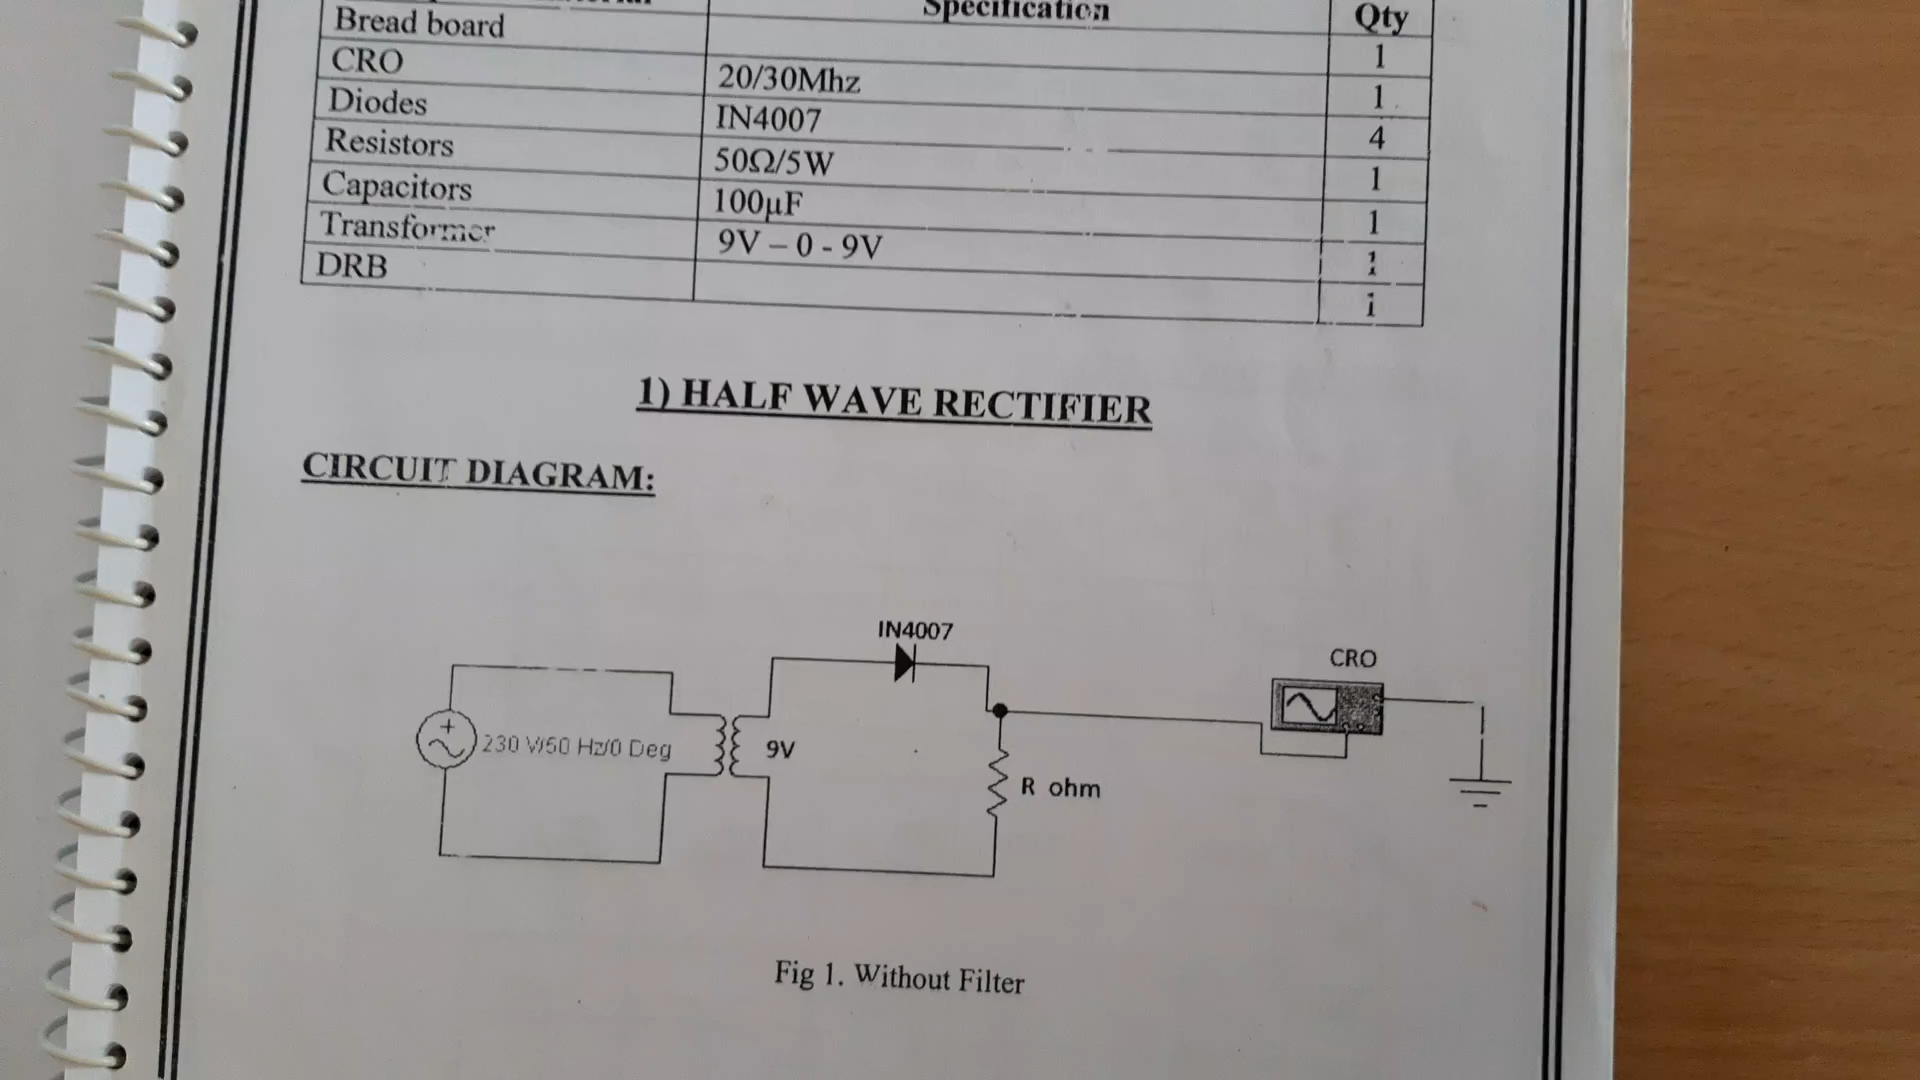 Specification Qty
Bread board 1
CRO 20/30Mhz 1
Diodes IN4007 4
Resistors 50Ω/5W 1
Capacitors 100µF 1
Transformer 9V – 0 - 9V 1
DRB 1
1) HALF WAVE RECTIFIER
CIRCUIT DIAGRAM:
IN4007
CRO
230 V/50 Hz/0 Deg
9V
R ohm
Fig 1. Without Filter